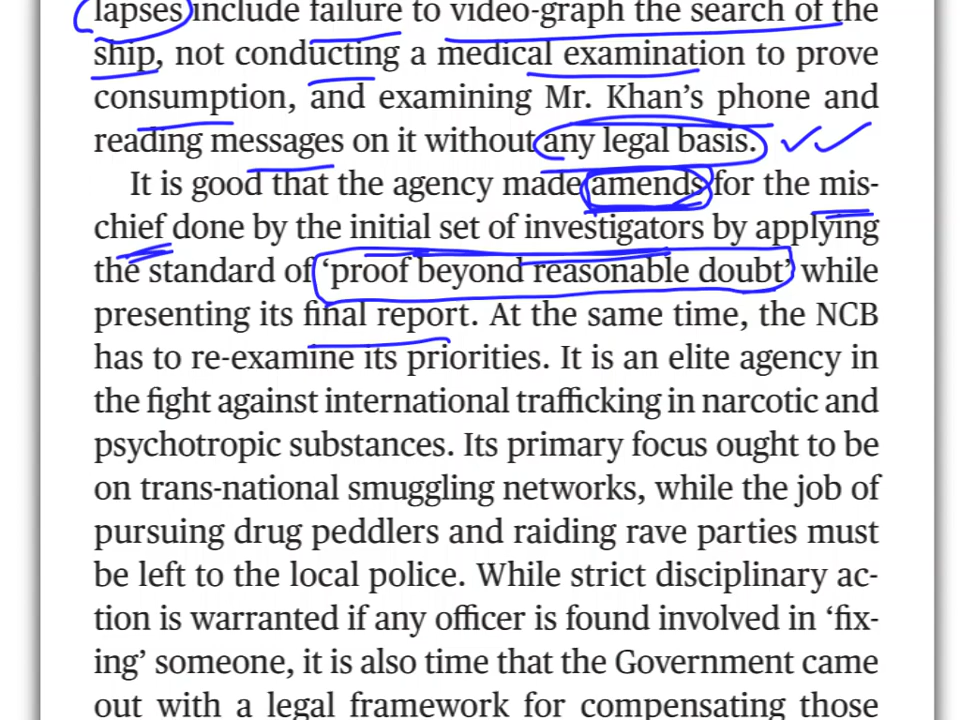 lapses include failure to video-graph the search of the
ship, not conducting a medical examination to prove
consumption, and examining Mr. Khan’s phone and
reading messages on it without any legal basis.
It is good that the agency made amends for the mis-
chief done by the initial set of investigators by applying
the standard of ‘proof beyond reasonable doubt’ while
presenting its final report. At the same time, the NCB
has to re-examine its priorities. It is an elite agency in
the fight against international trafficking in narcotic and
psychotropic substances. Its primary focus ought to be
on trans-national smuggling networks, while the job of
pursuing drug peddlers and raiding rave parties must
be left to the local police. While strict disciplinary ac-
tion is warranted if any officer is found involved in ‘fix-
ing’ someone, it is also time that the Government came
out with a legal framework for compensating those